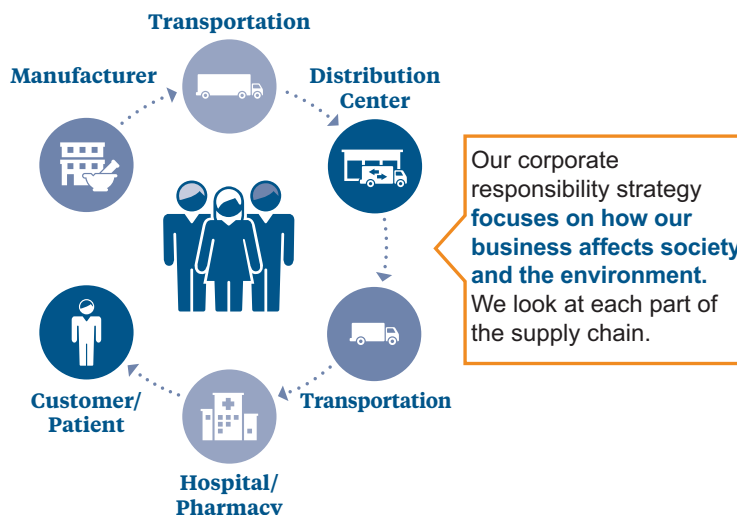 Transportation
Manufacturer
Distribution
Center
Our corporate
responsibility strategy
focuses on how our
business affects society
and the environment.
We look at each part of
the supply chain.
Customer/
Patient
Transportation
Hospital/
Pharmacy